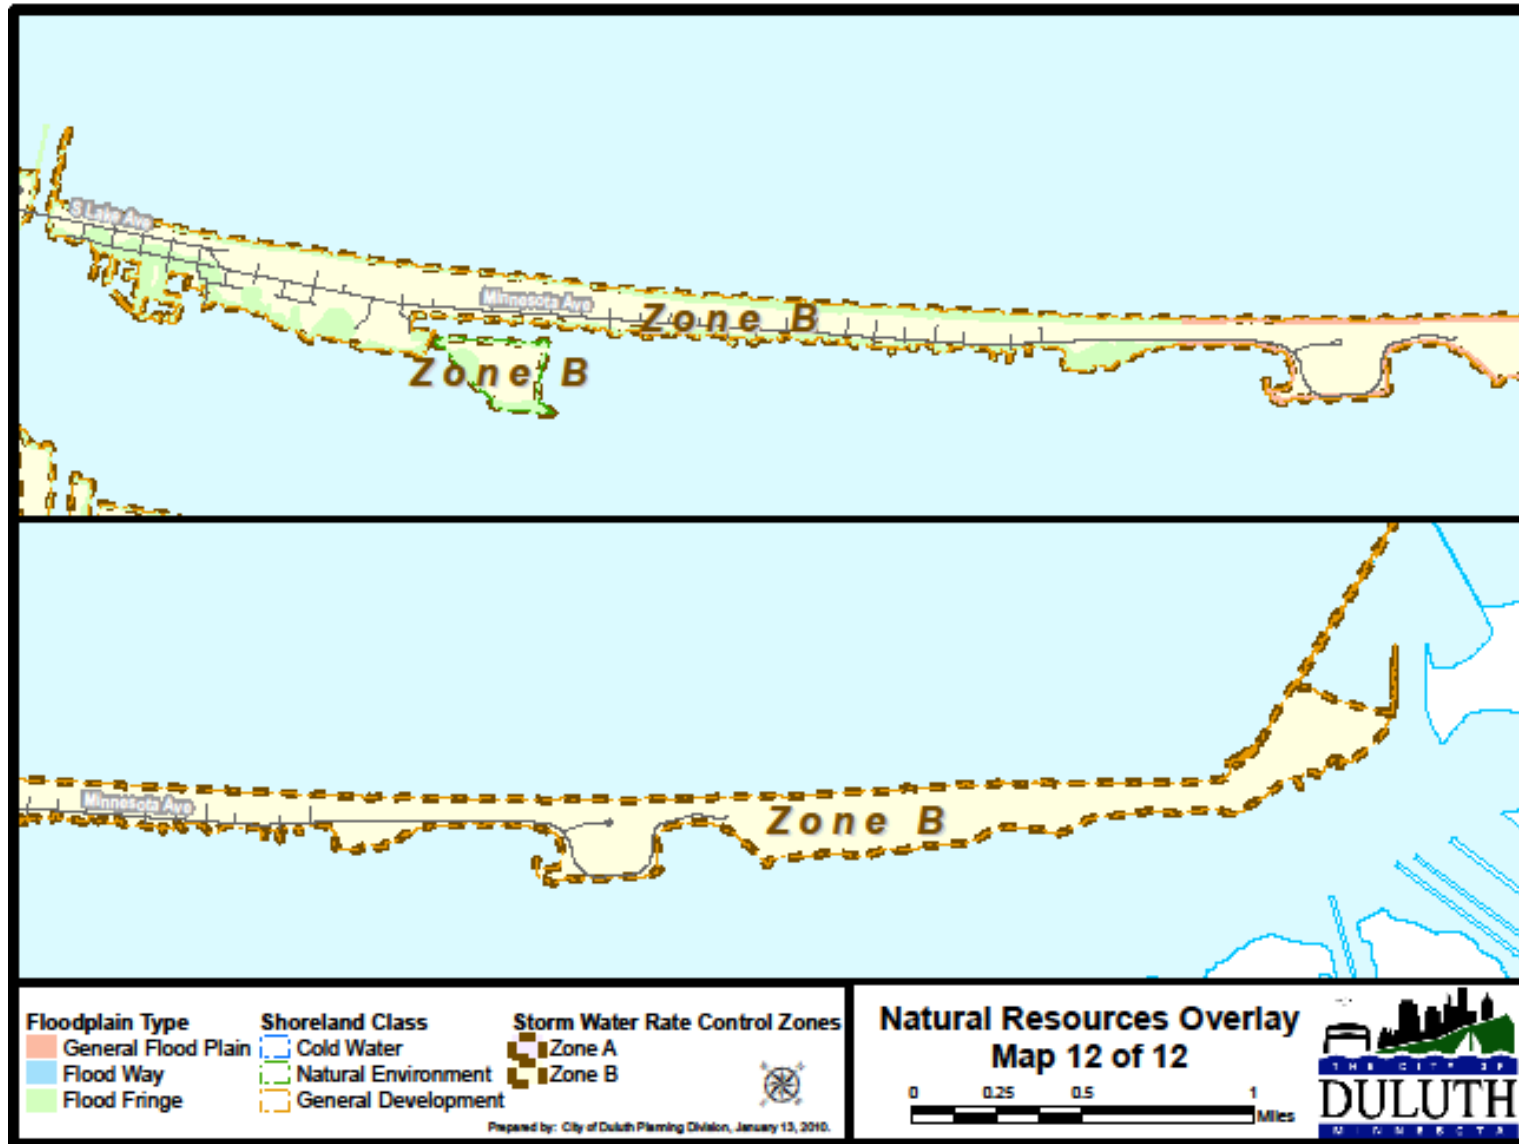 S Lake Ave
Minnesota Ave
Zone B
Zone B
Minnesota Ave
Zone B
Floodplain Type
General Flood Plain
Flood Way
Flood Fringe
Shoreland Class
Cold Water
Natural Environment
General Development
Storm Water Rate Control Zones
Zone A
Zone B
Prepared by: City of Duluth Planning Division, January 13, 2010.
Natural Resources Overlay
Map 12 of 12
0 0.25 0.5 1
Miles
THE CITY OF
DULUTH
MINNESOTA